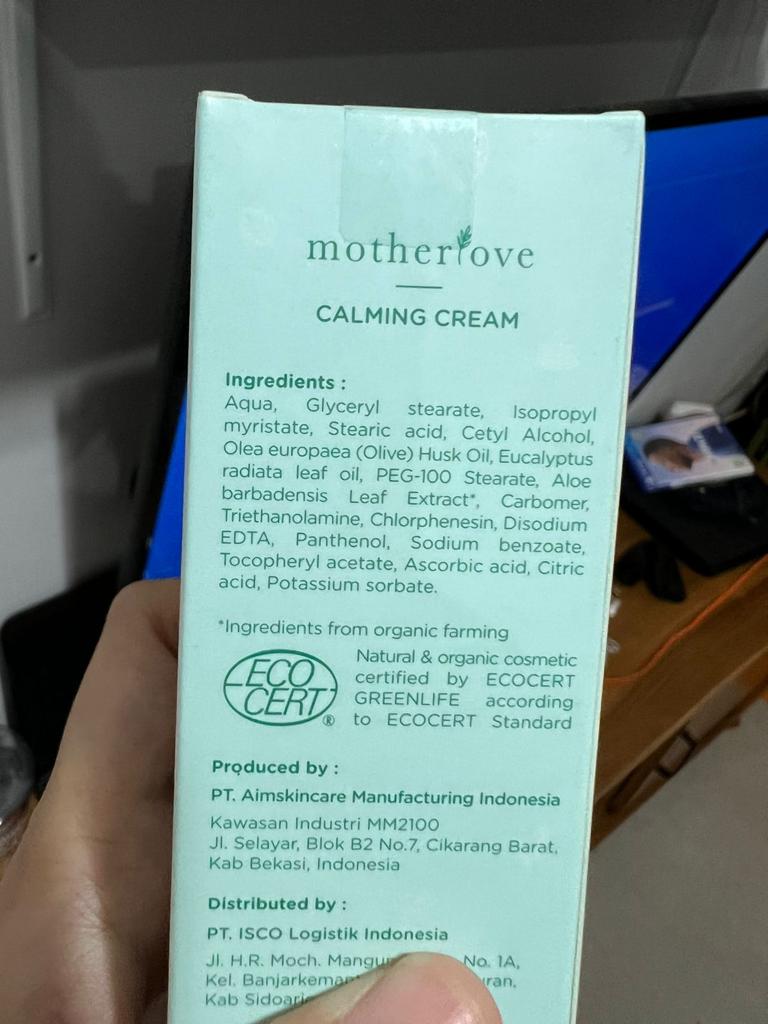 motherlove
CALMING CREAM
Ingredients :
Aqua, Glyceryl stearate, Isopropyl
myristate, Stearic acid, Cetyl Alcohol,
Olea europaea (Olive) Husk Oil, Eucalyptus
radiata leaf oil, PEG-100 Stearate, Aloe
barbadensis Leaf Extract*, Carbomer,
Triethanolamine, Chlorphenesin, Disodium
EDTA, Panthenol, Sodium benzoate,
Tocopheryl acetate, Ascorbic acid, Citric
acid, Potassium sorbate.
*Ingredients from organic farming
ECO
CERT
®
Natural & organic cosmetic
certified by ECOCERT
GREENLIFE according
to ECOCERT Standard
Produced by :
PT. Aimskincare Manufacturing Indonesia
Kawasan Industri MM2100
Jl. Selayar, Blok B2 No.7, Cikarang Barat,
Kab Bekasi, Indonesia
Distributed by :
PT. ISCO Logistik Indonesia
Jl. H.R. Moch. No. 1A,
Kel.
Kab